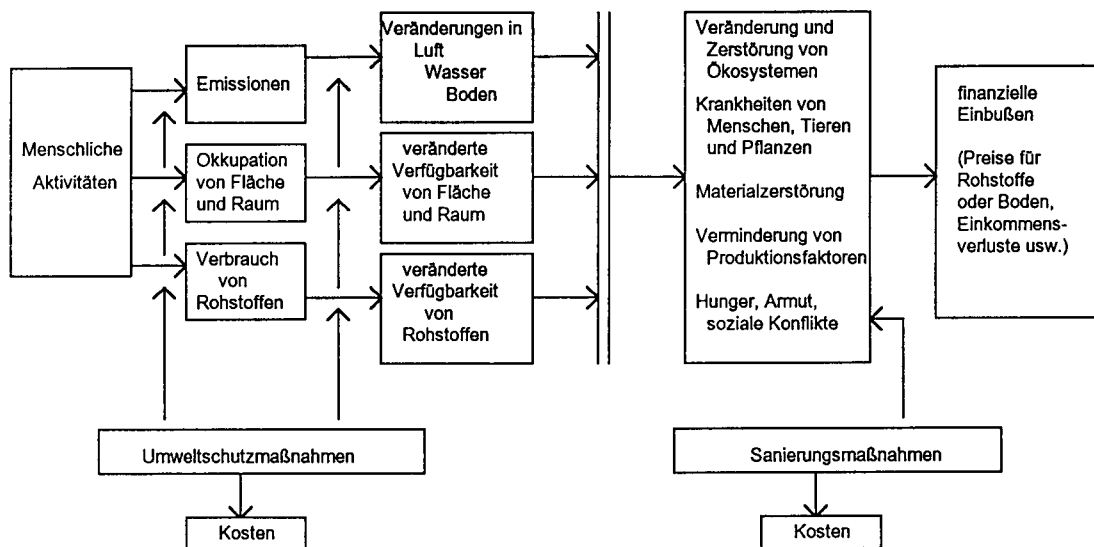 Menschliche
Aktivitäten
Emissionen
Okkupation
von Fläche
und Raum
Verbrauch
von
Rohstoffen
Veränderungen in
Luft
Wasser
Boden
veränderte
Verfügbarkeit
von Fläche
und Raum
veränderte
Verfügbarkeit
von
Rohstoffen
Veränderung und
Zerstörung von
Ökosystemen
Krankheiten von
Menschen, Tieren
und Pflanzen
Materialzerstörung
Verminderung von
Produktionsfaktoren
Hunger, Armut,
soziale Konflikte
finanzielle
Einbußen
(Preise für
Rohstoffe
oder Boden,
Einkommens-
verluste usw.)
Umweltschutzmaßnahmen
Kosten
Sanierungsmaßnahmen
Kosten